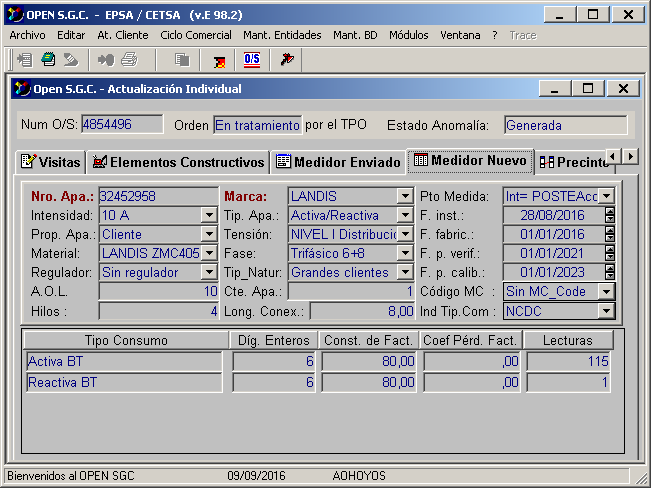 OPEN S.G.C. - EPSA / CETSA (v.E 98.2)
Archivo Editar At. Cliente Ciclo Comercial Mant. Entidades Mant. BD Módulos Ventana ? Trace
O/S
Open S.G.C. - Actualización Individual
Num O/S: 4854496 Orden En tratamiento por el TPO Estado Anomalía: Generada
Visitas Elementos Constructivos Medidor Enviado Medidor Nuevo Precinto
Nro. Apa.: 32452958 Marca: LANDIS Pto Medida: Int= POSTEAcc
Intensidad: 10 A Tip. Apa.: Activa/Reactiva F. inst.: 28/08/2016
Prop. Apa.: Cliente Tensión: NIVEL I Distribucio F. fabric.: 01/01/2016
Material: LANDIS ZMC405 Fase: Trifásico 6+8 F. p. verif.: 01/01/2021
Regulador: Sin regulador Tip_Natur: Grandes clientes F. p. calib.: 01/01/2023
A.O.L. 10 Cte. Apa.: 1 Código MC : Sin MC_Code
Hilos : 4 Long. Conex.: 8,00 Ind Tip.Com : NCDC
Tipo Consumo Díg. Enteros Const. de Fact. Coef Pérd. Fact. Lecturas
Activa BT 6 80,00 ,00 115
Reactiva BT 6 80,00 ,00 1
Bienvenidos al OPEN SGC 09/09/2016 AOHOYOS